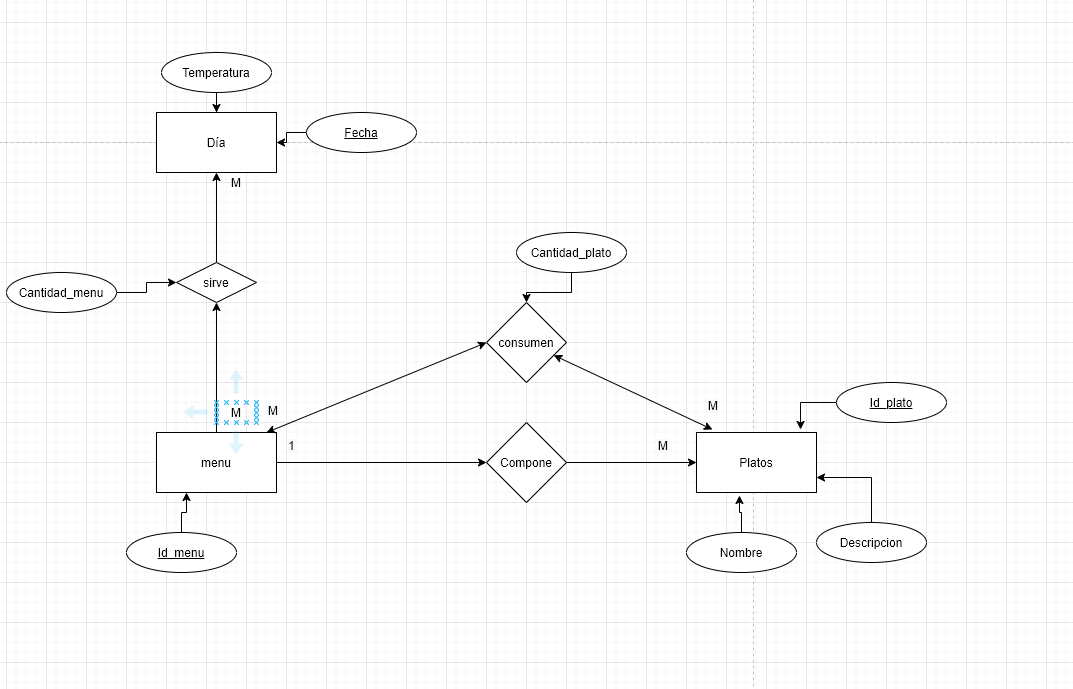 Temperatura
Día
Fecha
M
Cantidad_plato
sirve
Cantidad_menu
consumen
M
M
M
Id_plato
1
M
menu
Compone
Platos
Id_menu
Nombre
Descripcion